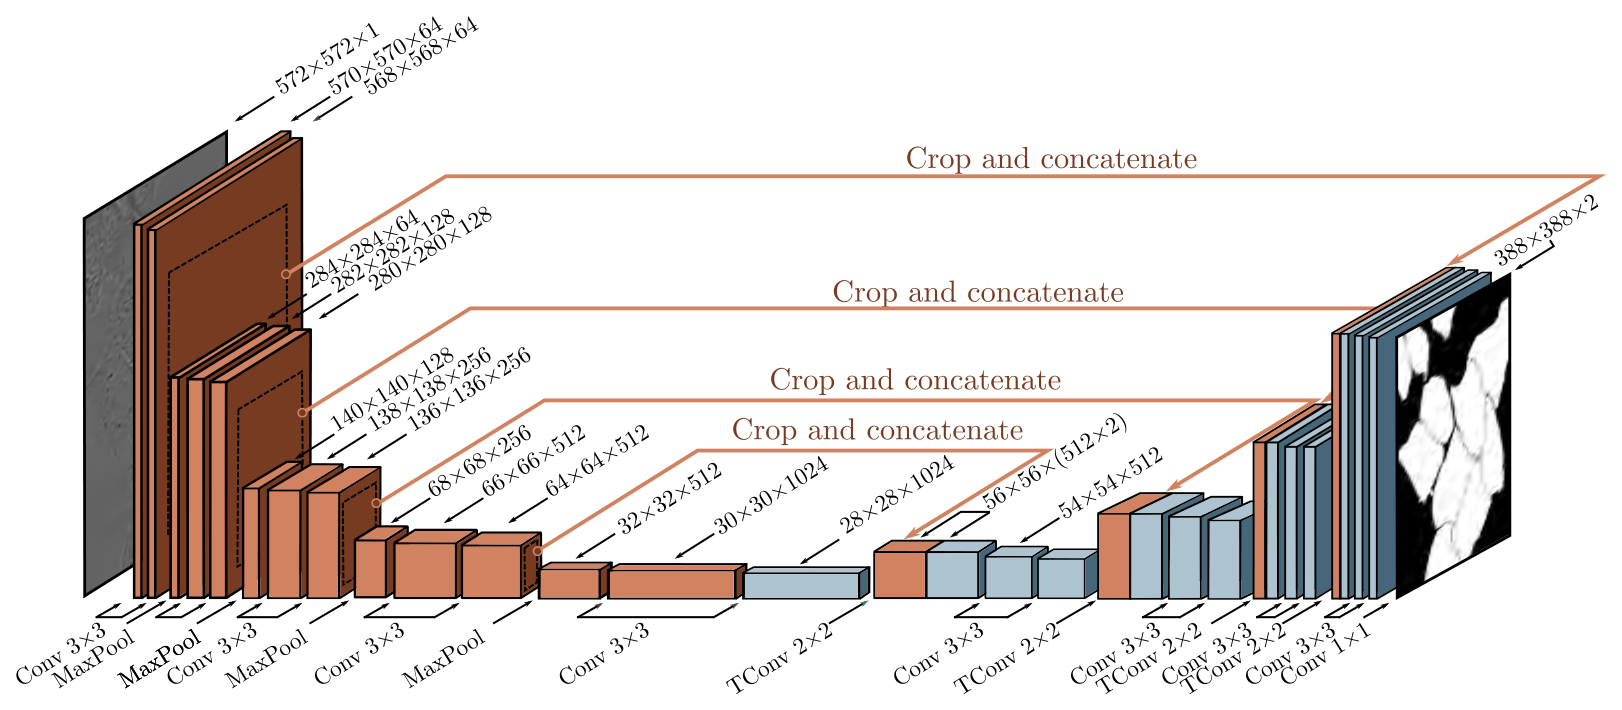 572×572×1
570×570×64
568×568×64
Crop and concatenate
284×284×64
282×282×128
280×280×128
388×388×2
Crop and concatenate
140×140×128
138×138×256
136×136×256
Crop and concatenate
68×68×256
66×66×512
64×64×512
Crop and concatenate
32×32×512
30×30×1024
28×28×1024
56×56×(512×2)
54×54×512
Conv 3×3
MaxPool
MaxPool
Conv 3×3
MaxPool
Conv 3×3
MaxPool
Conv 3×3
TConv 2×2
Conv 3×3
TConv 2×2
Conv 3×3
TConv 2×2
Conv 3×3
TConv 2×2
Conv 3×3
Conv 1×1